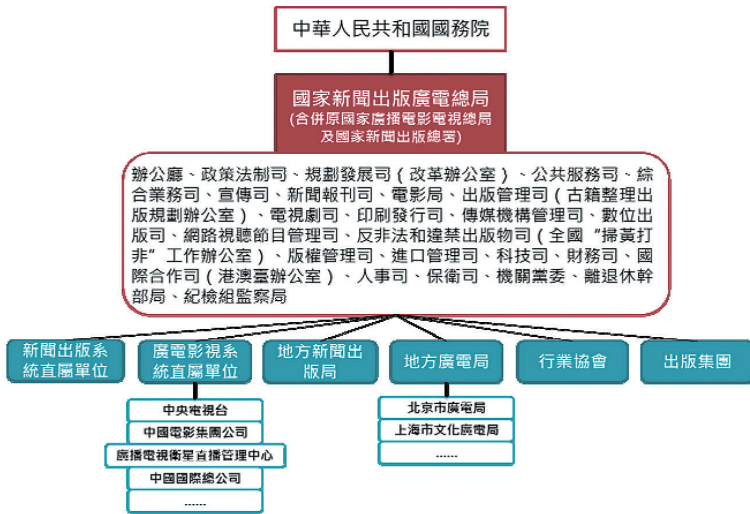 中華人民共和國國務院
國家新聞出版廣電總局
(含併原國家廣播電影電視總局
及國家新聞出版總署)
辦公廳、政策法制司、規劃發展司(改革辦公室)、公共服務司、綜
合業務司、宣傳司、新聞報刊司、電影局、出版管理司(古籍整理出
版規劃辦公室)、電視劇司、印刷發行司、傳媒機構管理司、數位出
版司、網路視聽節目管理司、反非法和違禁出版物司(全國“掃黃打
非”工作辦公室)、版權管理司、進口管理司、科技司、財務司、國
際合作司(港澳臺辦公室)、人事司、保衛司、機關黨委、離退休幹
部局、紀檢組監察局
新聞出版系
統直屬單位
廣電影視系
統直屬單位
地方新聞出
版局
地方廣電局
行業協會
出版集團
中央電視台
中國電影集團公司
廣播電視衛星直播管理中心
中國國際總公司
......
北京市廣電局
上海市文化廣電局
......